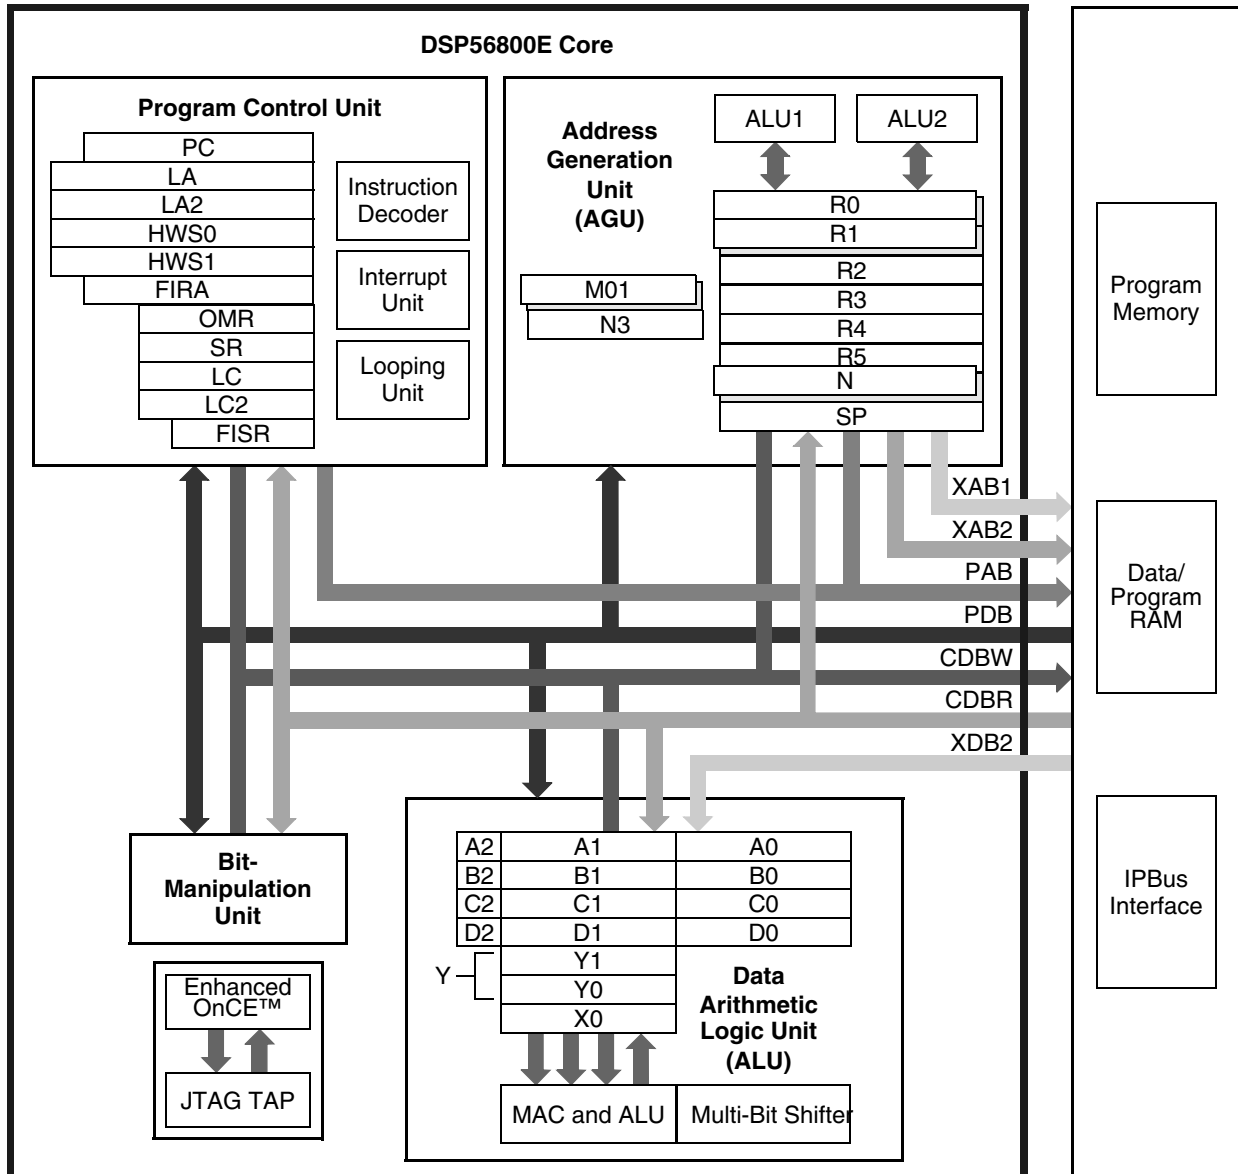 DSP56800E Core
Program Control Unit
PC
LA
LA2
HWS0
HWS1
FIRA
OMR
SR
LC
LC2
FISR
Instruction
Decoder
Interrupt
Unit
Looping
Unit
Address
Generation
Unit
(AGU)
ALU1
ALU2
R0
R1
R2
R3
R4
R5
N
SP
M01
N3
XAB1
XAB2
PAB
PDB
CDBW
CDBR
XDB2
Program
Memory
Data/
Program
RAM
IPBus
Interface
Bit-
Manipulation
Unit
Enhanced
OnCE™
JTAG TAP
A2 A1 A0
B2 B1 B0
C2 C1 C0
D2 D1 D0
Y
Y1
Y0
X0
Data
Arithmetic
Logic Unit
(ALU)
MAC and ALU
Multi-Bit Shifter